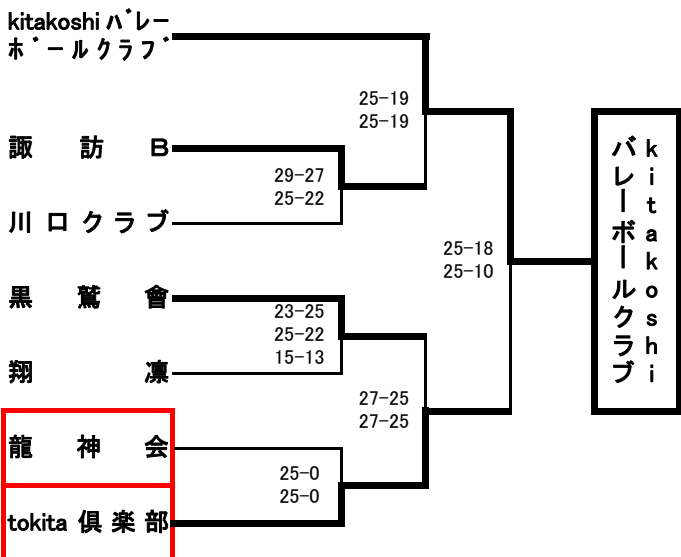 kitakoshi バレー
ボールクラブ
25-19
25-19
諏訪B
29-27
25-22
川口クラブ
25-18
25-10
kitakoshi
バレーボールクラブ
黒鷲會
23-25
25-22
15-13
翔凛
27-25
27-25
龍神会
25-0
25-0
tokita 倶楽部